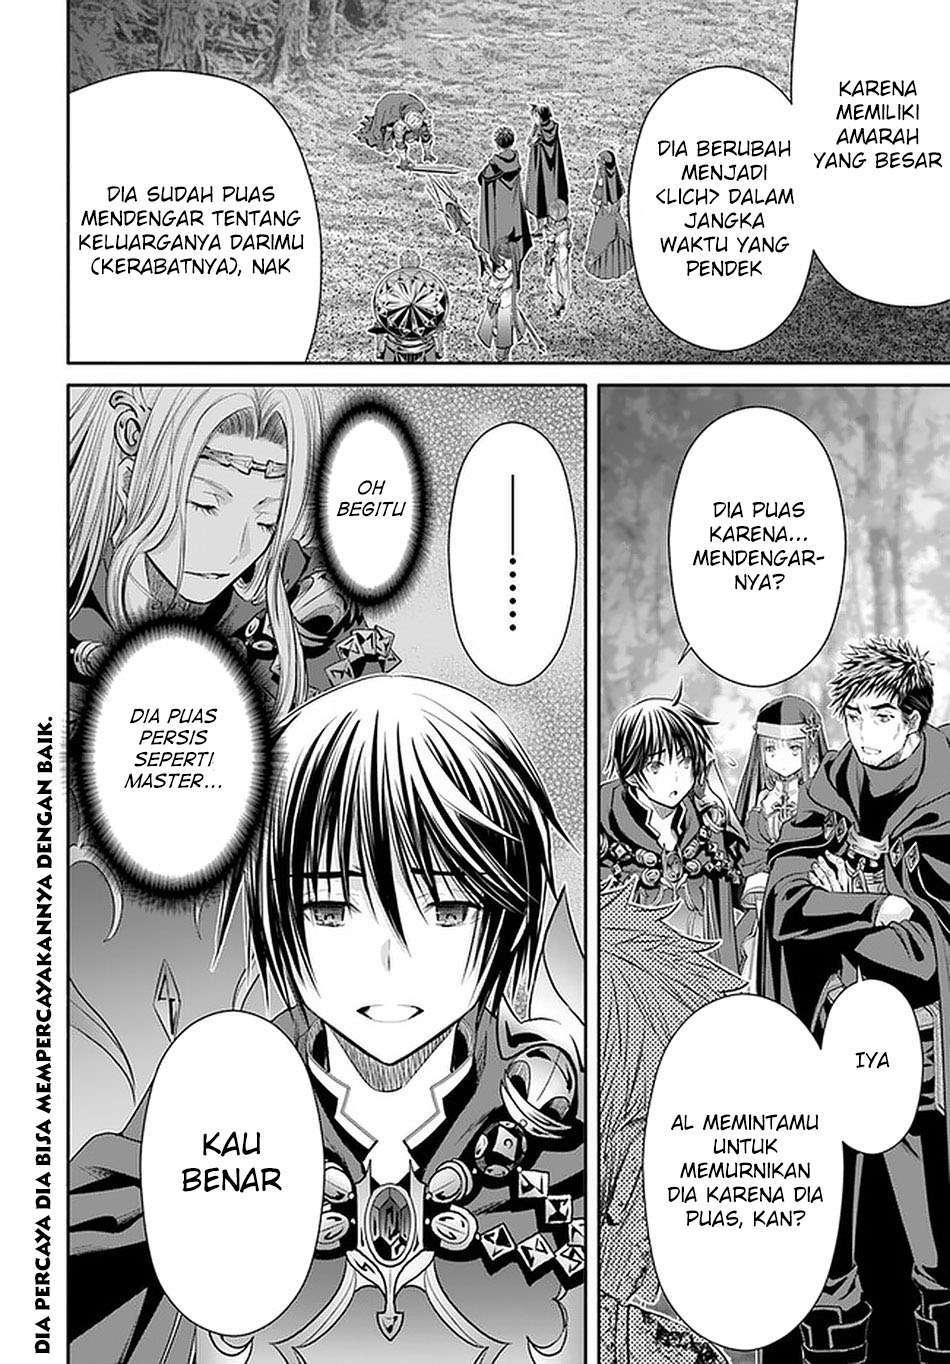 KARENA
MEMILIKI
AMARAH
YANG BESAR
DIA BERUBAH
MENJADI
<LICH> DALAM
JANGKA
WAKTU YANG
PENDEK
DIA SUDAH PUAS
MENDENGAR TENTANG
KELUARGANYA DARIMU
(KERABATNYA), NAK
DIA PUAS
KARENA...
MENDENGAR-
NYA?
IYA
AL MEMINTAMU
UNTUK
MEMURNIKAN
DIA KARENA DIA
PUAS, KAN?
OH
BEGITU
DIA PUAS
PERSIS
SEPERTI
MASTER...
KAU
BENAR
DIA PERCAYA DIA BISA MEMPERCAYAKANNYA DENGAN BAIK.